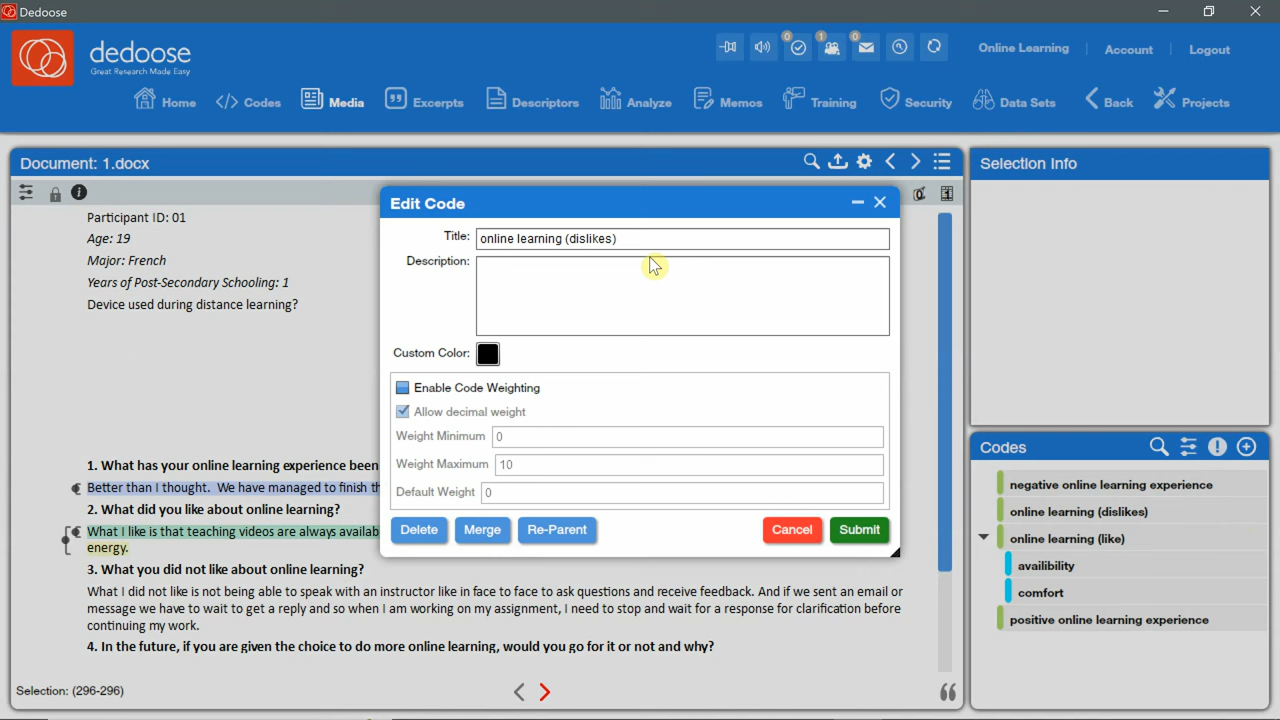 Dedoose
dedoose
Great Research Made Easy
0
1
0
Online Learning
Account
Logout
Home
Codes
Media
Excerpts
Descriptors
Analyze
Memos
Training
Security
Data Sets
Back
Projects
Document: 1.docx
Participant ID: 01
Age: 19
Major: French
Years of Post-Secondary Schooling: 1
Device used during distance learning?
1. What has your online learning experience been
Better than I thought. We have managed to finish th
2. What did you like about online learning?
What I like is that teaching videos are always availab
energy.
3. What you did not like about online learning?
What I did not like is not being able to speak with an instructor like in face to face to ask questions and receive feedback. And if we sent an email or
message we have to wait to get a reply and so when I am working on my assignment, I need to stop and wait for a response for clarification before
continuing my work.
4. In the future, if you are given the choice to do more online learning, would you go for it or not and why?
Selection: (296-296)
Edit Code
Title: online learning (dislikes)
Description:
Custom Color:
Enable Code Weighting
Allow decimal weight
Weight Minimum 0
Weight Maximum 10
Default Weight 0
Delete
Merge
Re-Parent
Cancel
Submit
Selection Info
Codes
negative online learning experience
online learning (dislikes)
online learning (like)
availibility
comfort
positive online learning experience